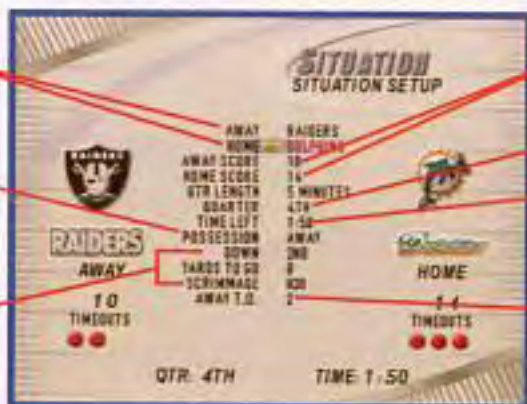 SITUATION
SITUATION SETUP
AWAY RAIDERS
HOME DOLPHINS
AWAY SCORE 10
HOME SCORE 14
QTR LENGTH 5 MINUTES
QUARTER 4TH
TIME LEFT 1:50
POSSESSION AWAY
DOWN 2ND
YARDS TO GO 8
SCRIMMAGE
AWAY T.O. 2
RAIDERS
RAIDERS
AWAY
10
TIMEOUTS
HOME
14
TIMEOUTS
QTR: 4TH TIME: 1:50